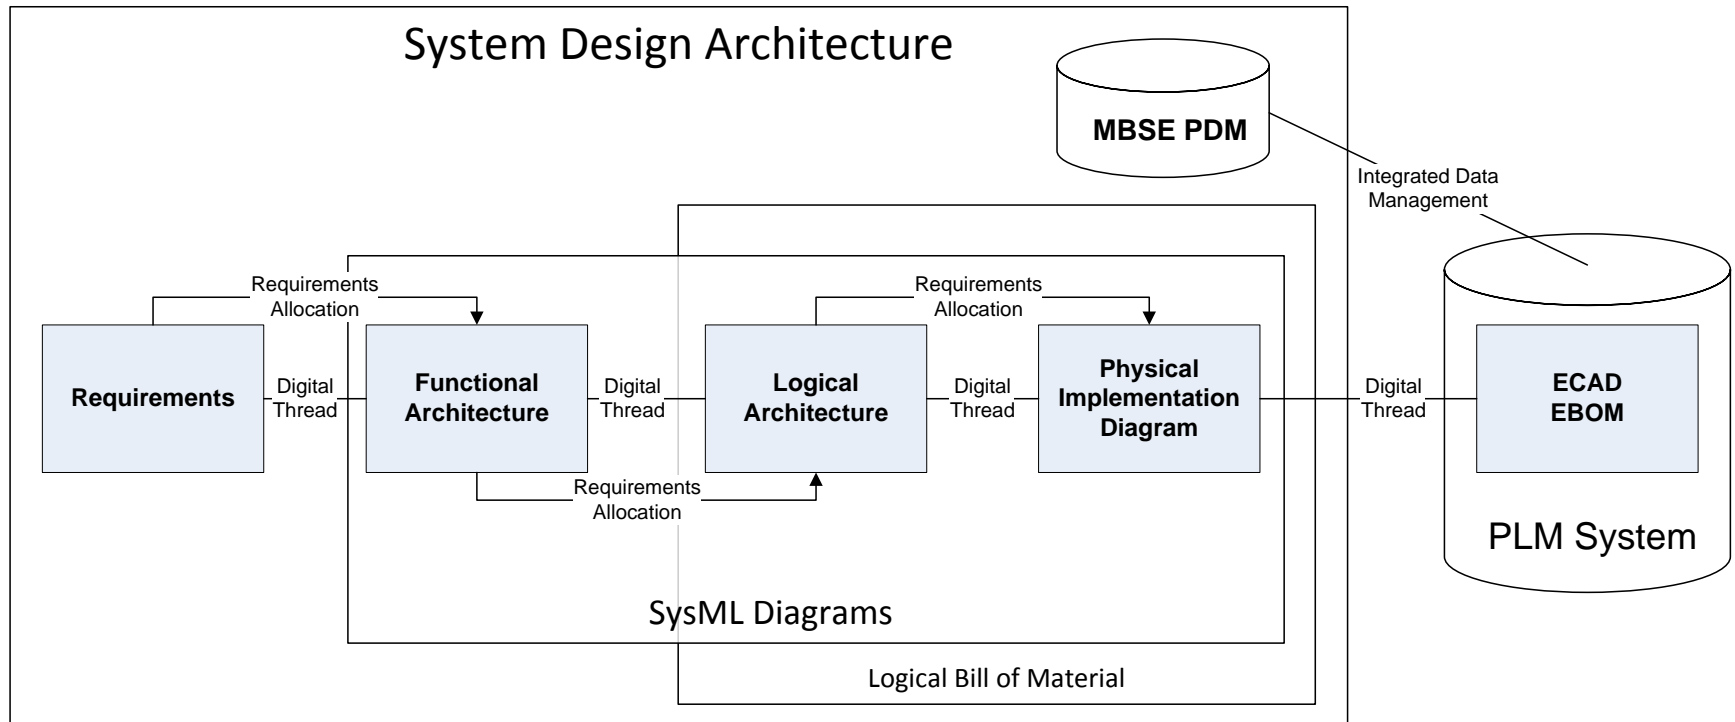 System Design Architecture
MBSE PDM
Integrated Data
Management
Requirements
Allocation
Requirements
Allocation
Requirements
Digital
Thread
Functional
Architecture
Digital
Thread
Logical
Architecture
Digital
Thread
Physical
Implementation
Diagram
Digital
Thread
ECAD
EBOM
Requirements
Allocation
PLM System
SysML Diagrams
Logical Bill of Material